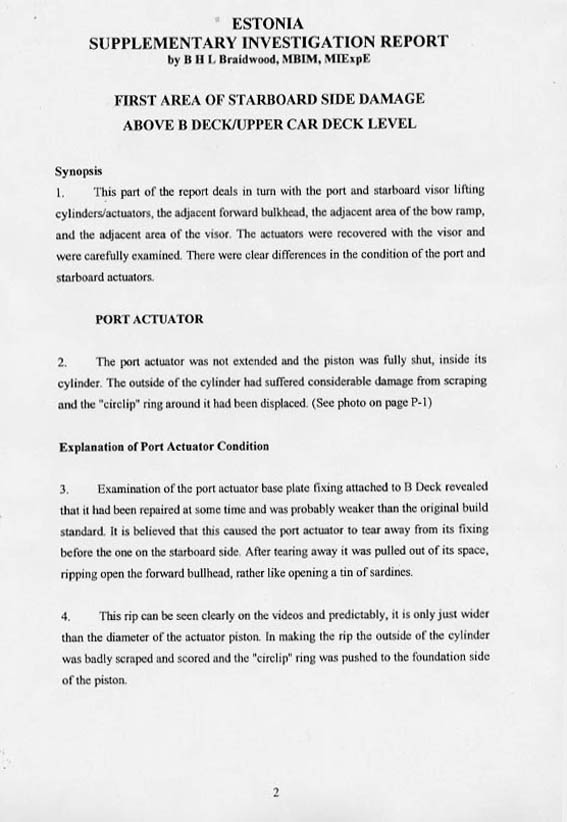 ESTONIA
SUPPLEMENTARY INVESTIGATION REPORT
by B H L Braidwood, MBIM, MIExpE
FIRST AREA OF STARBOARD SIDE DAMAGE
ABOVE B DECK/UPPER CAR DECK LEVEL
Synopsis
1. This part of the report deals in turn with the port and starboard visor lifting
cylinders/actuators, the adjacent forward bulkhead, the adjacent area of the bow ramp,
and the adjacent area of the visor. The actuators were recovered with the visor and
were carefully examined. There were clear differences in the condition of the port and
starboard actuators.
PORT ACTUATOR
2. The port actuator was not extended and the piston was fully shut, inside its
cylinder. The outside of the cylinder had suffered considerable damage from scraping
and the "circlip" ring around it had been displaced. (See photo on page P-1)
Explanation of Port Actuator Condition
3. Examination of the port actuator base plate fixing attached to B Deck revealed
that it had been repaired at some time and was probably weaker than the original build
standard. It is believed that this caused the port actuator to tear away from its fixing
before the one on the starboard side. After tearing away it was pulled out of its space,
ripping open the forward bullhead, rather like opening a tin of sardines.
4. This rip can be seen clearly on the videos and predictably, it is only just wider
than the diameter of the actuator piston. In making the rip the outside of the cylinder
was badly scraped and scored and the "circlip" ring was pushed to the foundation side
of the piston.
2